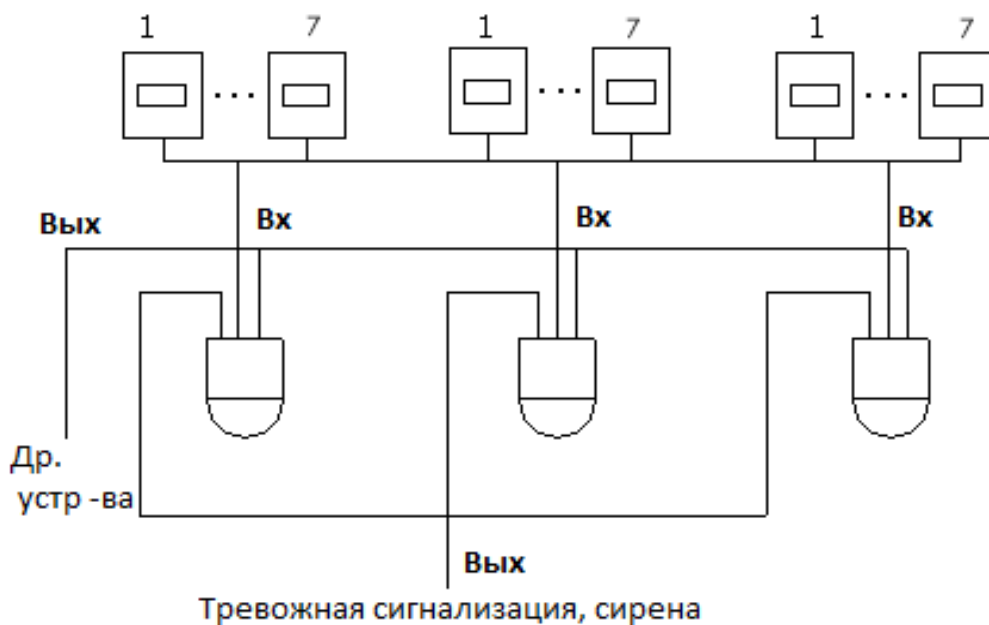 1 7 1 7 1 7
Вых Вх Вх Вх
Др.
устр -ва
Вых
Тревожная сигнализация, сирена